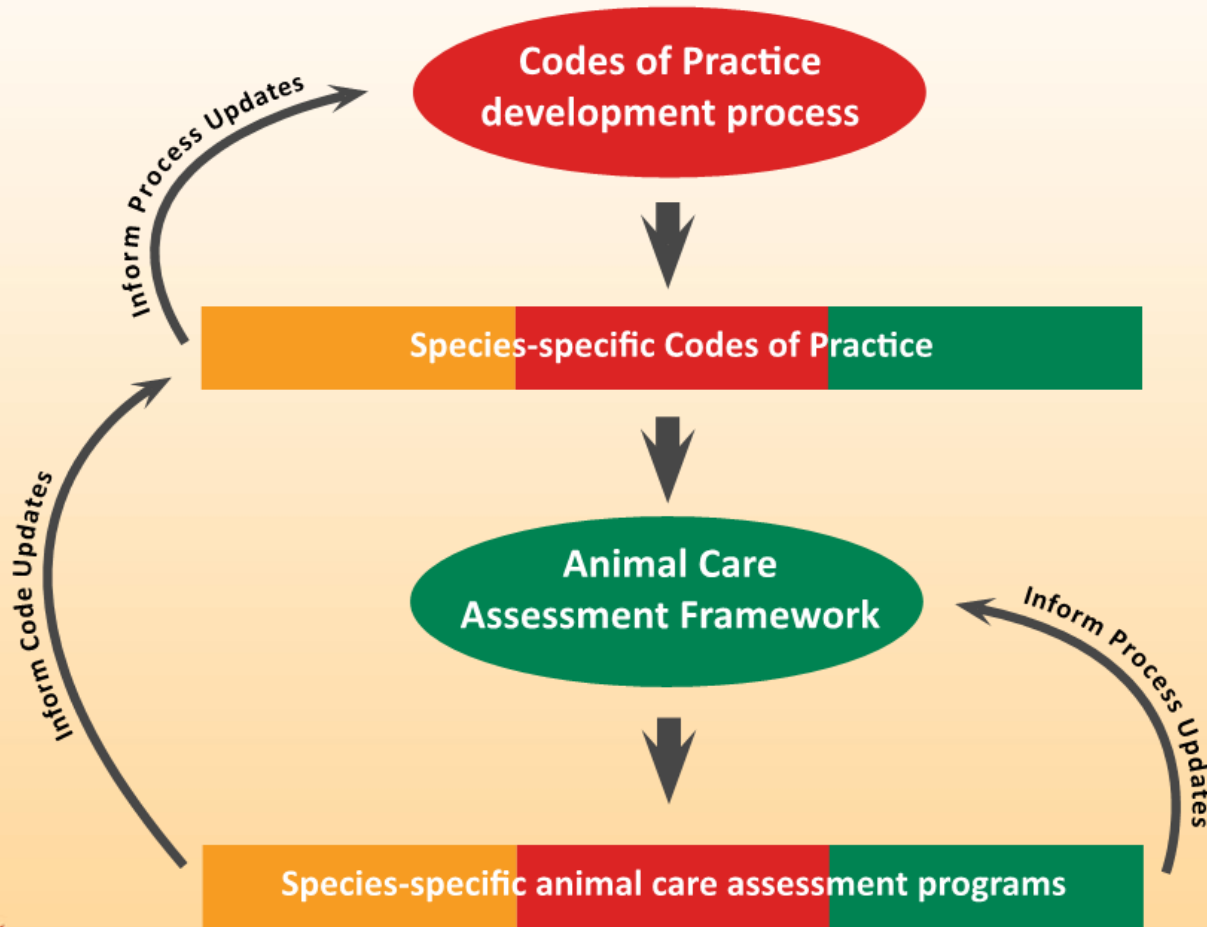 Codes of Practice
development process
Inform Process Updates
Species-specific Codes of Practice
Inform Code Updates
Animal Care
Assessment Framework
Inform Process Updates
Species-specific animal care assessment programs